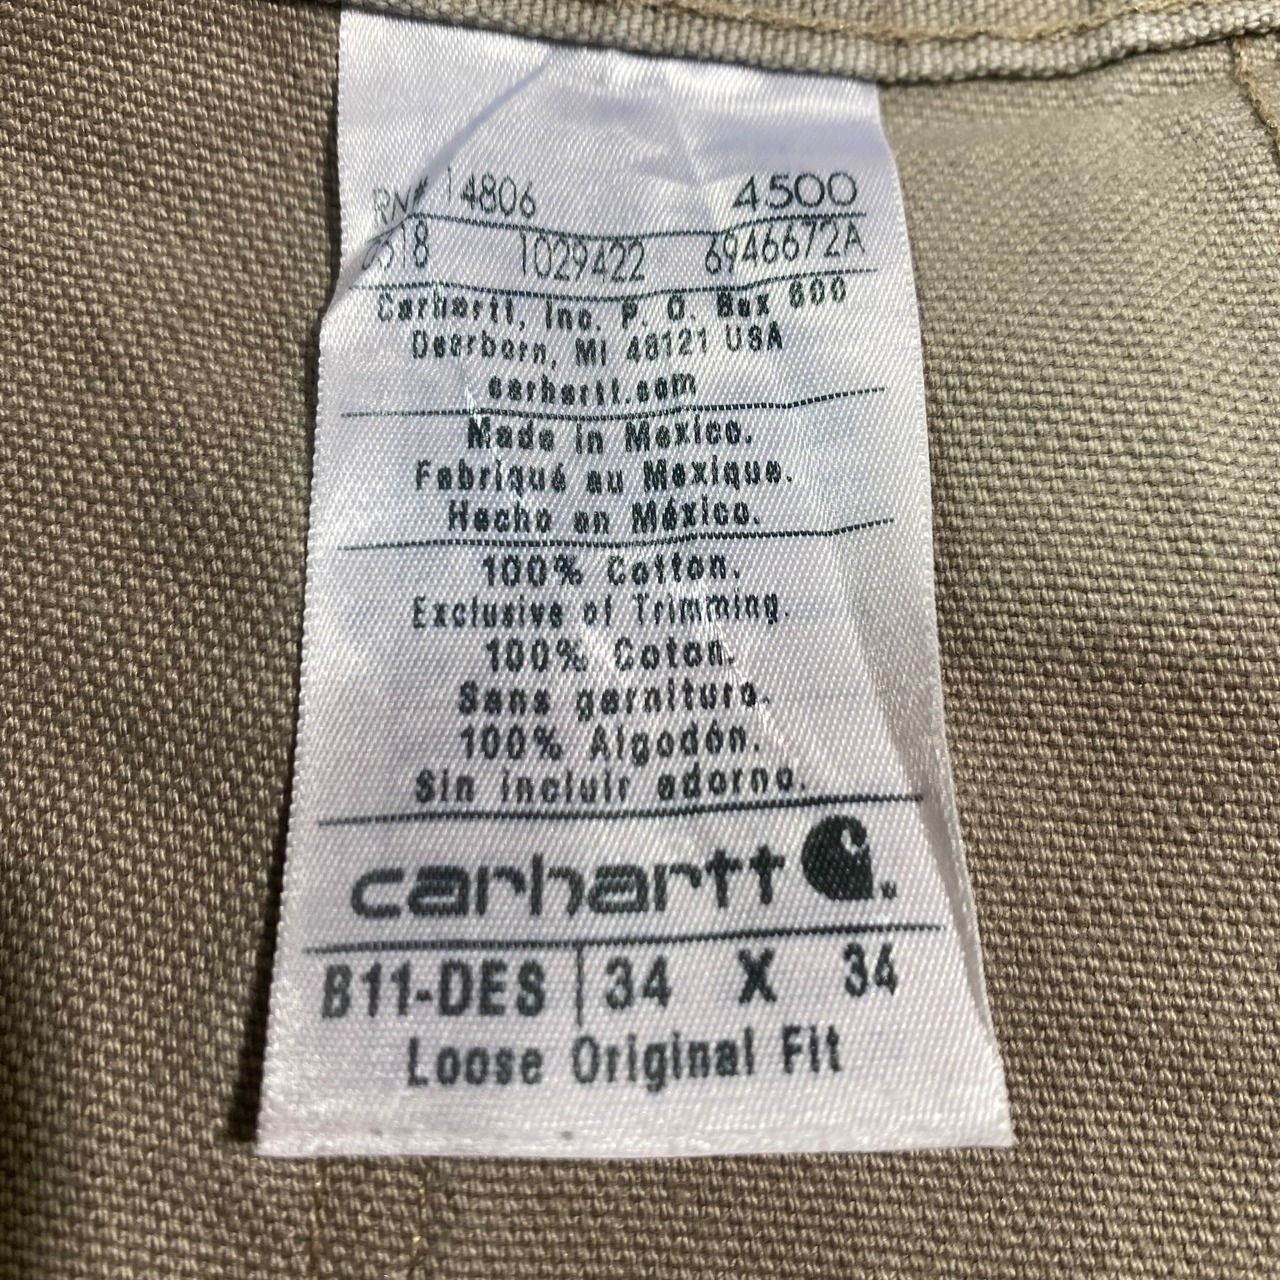 RN# 14806 4500
1029422 6946672A
Carhartt, Inc. P. O. Box 600
Dearborn, MI 48121 USA
carhartt.com
Made in Mexico.
Fabriqué au Mexique.
Hecho en México.
100% Cotton.
Exclusive of Trimming.
100% Coton.
Sans garniture.
100% Algodón.
Sin incluir adorno.
carhartt
B11-DES 34 X 34
Loose Original Fit